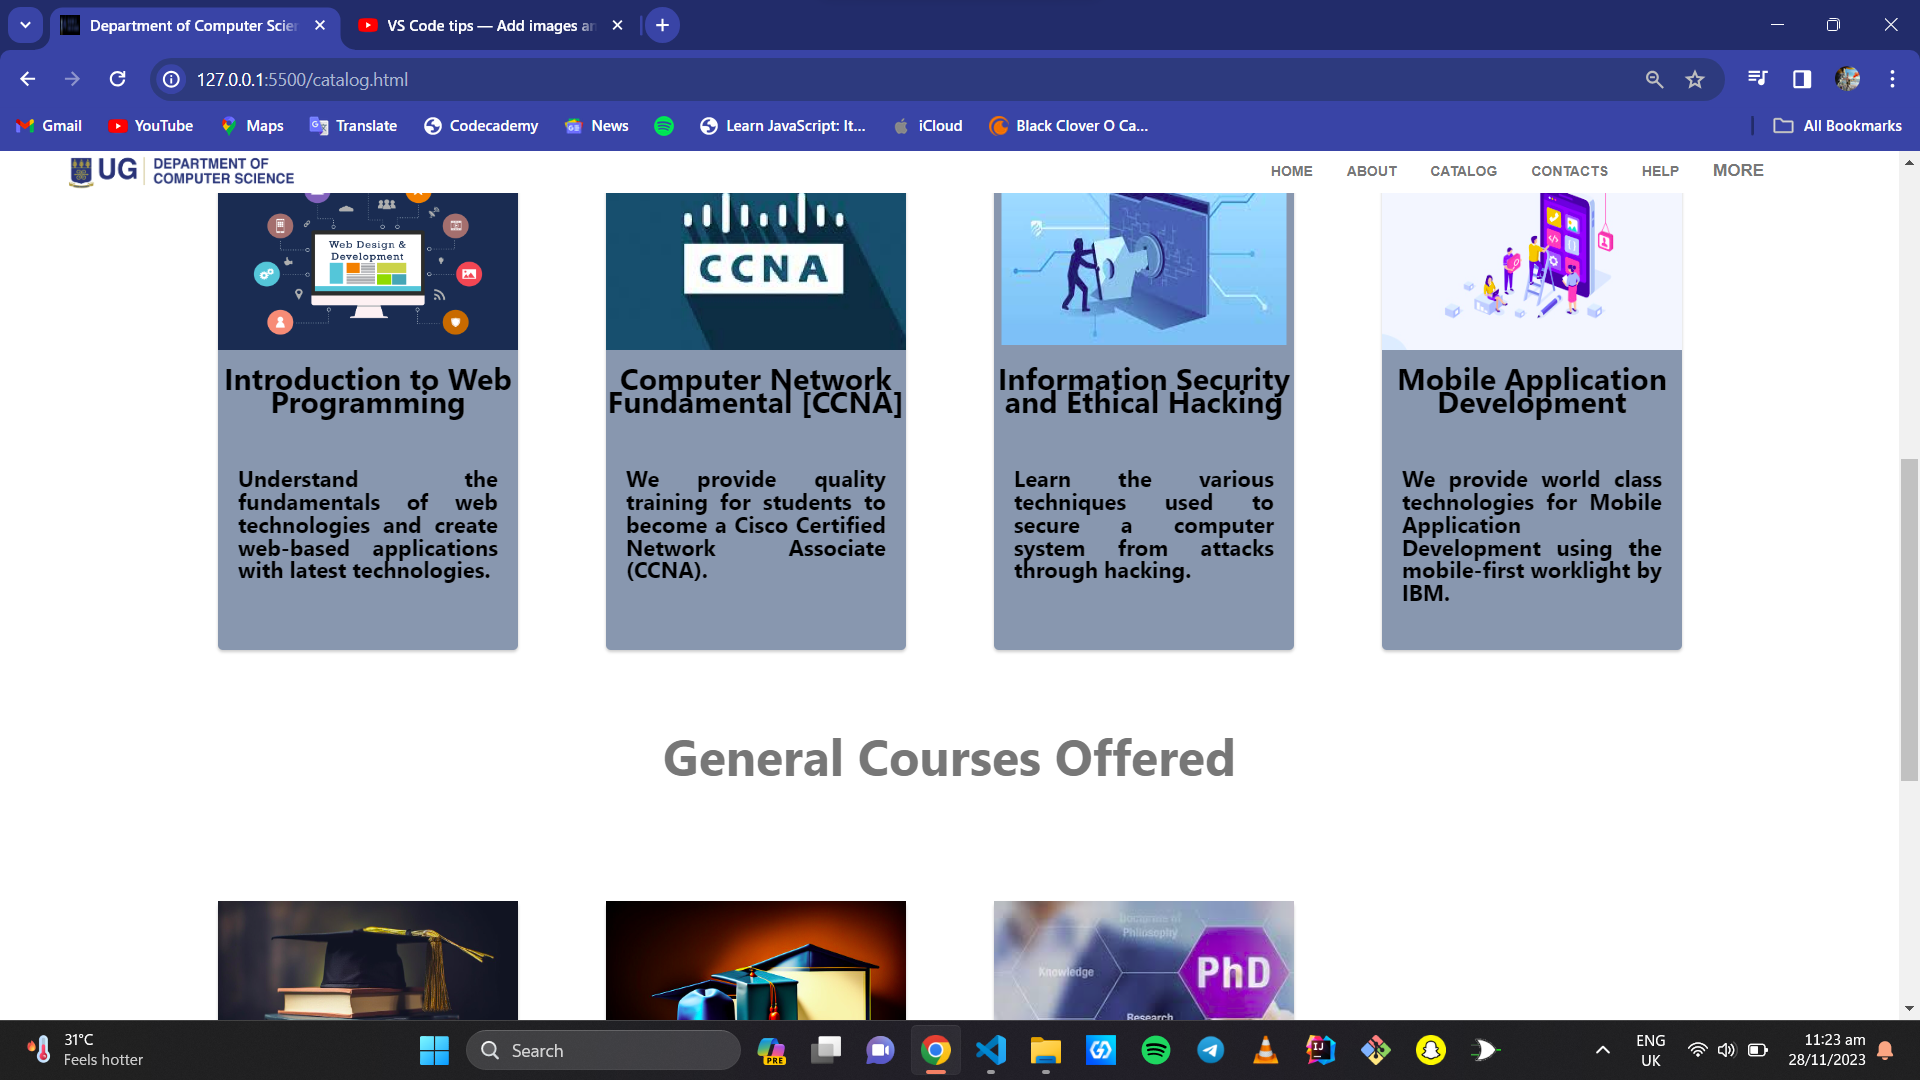 Department of Computer Scier
VS Code tips — Add images an
127.0.0.1:5500/catalog.html
Gmail YouTube Maps Translate Codecademy News Learn JavaScript: It... iCloud Black Clover O Ca... All Bookmarks
UG DEPARTMENT OF
COMPUTER SCIENCE
HOME ABOUT CATALOG CONTACTS HELP MORE
Web Design &
Development
CCNA
Introduction to Web
Programming
Understand the
fundamentals of web
technologies and create
web-based applications
with latest technologies.
Computer Network
Fundamental [CCNA]
We provide quality
training for students to
become a Cisco Certified
Network Associate
(CCNA).
Information Security
and Ethical Hacking
Learn the various
techniques used to
secure a computer
system from attacks
through hacking.
Mobile Application
Development
We provide world class
technologies for Mobile
Application
Development using the
mobile-first worklight by
IBM.
General Courses Offered
Doctorate of
Philosophy
Knowledge
PhD
Research
31°C
Feels hotter
Search
PRE
ENG
UK
11:23 am
28/11/2023